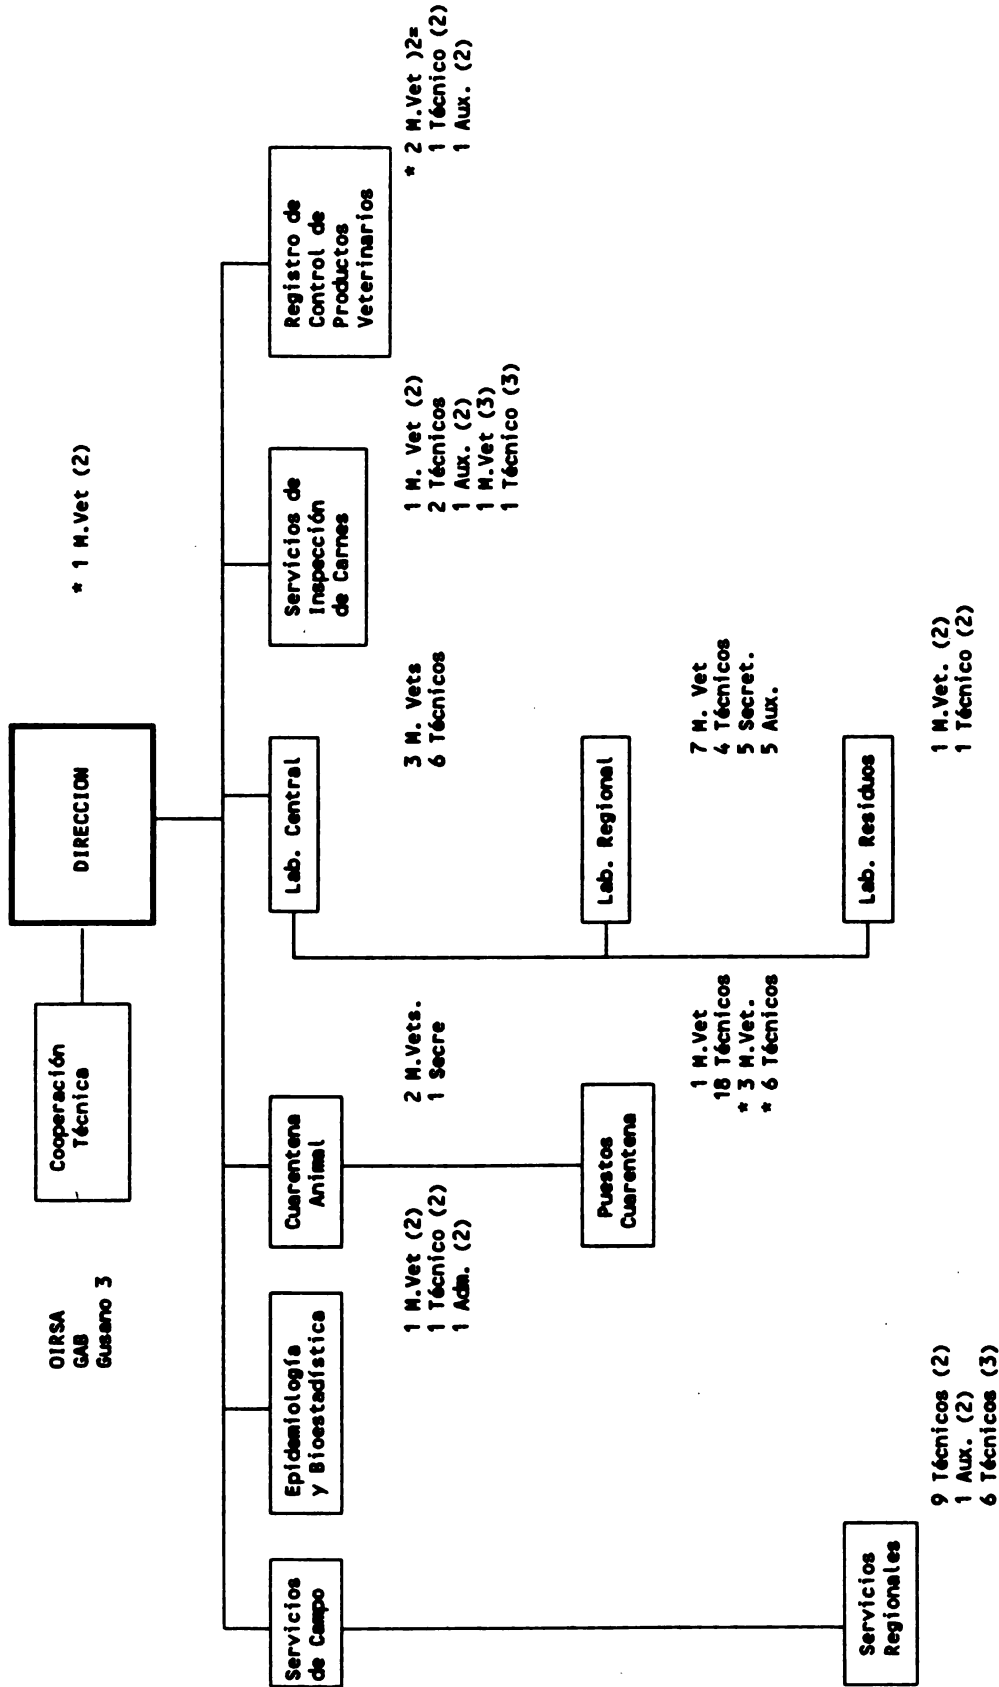 OIRSA
GAB
Gusano 3
Cooperación
Técnica
DIRECCION
* 1 M.Vet (2)
Servicios
de Campo
Epidemiología
y Bioestadística
1 M.Vet (2)
1 Técnico (2)
1 Adm. (2)
Cuarentena
Animal
2 M.Vets.
1 Secre
Lab. Central
3 M. Vets
6 Técnicos
Servicios de
Inspección
de Carnes
1 M. Vet (2)
2 Técnicos
1 Aux. (2)
1 M.Vet (3)
1 Técnico (3)
Registro de
Control de
Productos
Veterinarios
* 2 M.Vet )2=
1 Técnico (2)
1 Aux. (2)
Puestos
Cuarentena
1 M.Vet
18 Técnicos
* 3 M.Vet.
* 6 Técnicos
Lab. Regional
7 M. Vet
4 Técnicos
5 Secret.
5 Aux.
Servicios
Regionales
9 Técnicos (2)
1 Aux. (2)
6 Técnicos (3)
Lab. Residuos
1 M.Vet. (2)
1 Técnico (2)